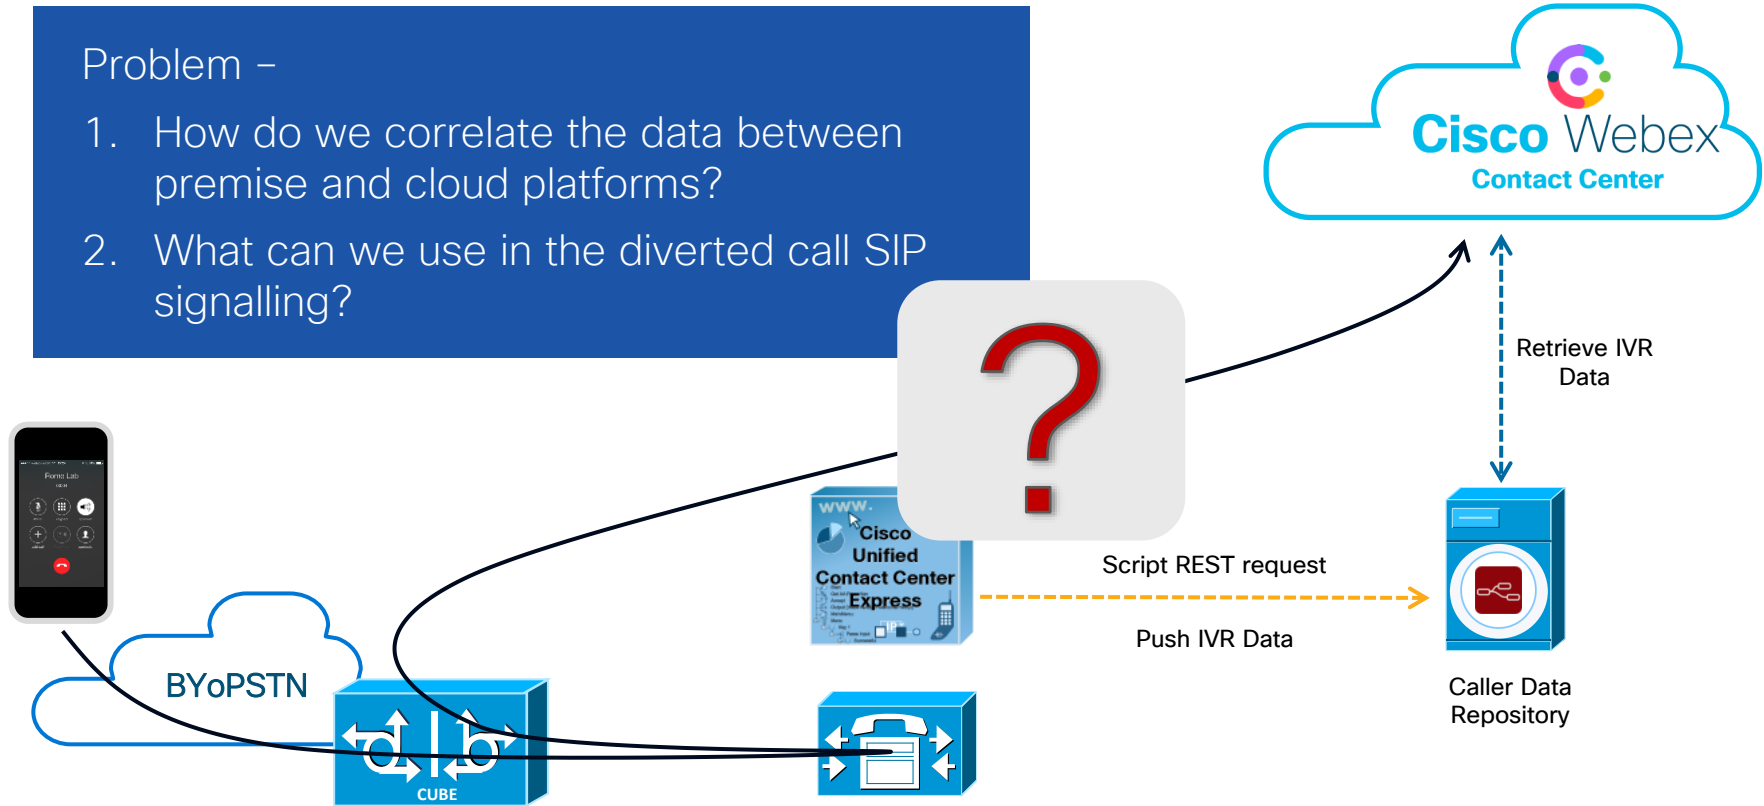 Problem –
1. How do we correlate the data between
premise and cloud platforms?
2. What can we use in the diverted call SIP
signalling?
Cisco Webex
Contact Center
Retrieve IVR
Data
?
Home Lab
www.
Cisco
Unified
Contact Center
Express
Script REST request
Push IVR Data
BYoPSTN
Caller Data
Repository
CUBE